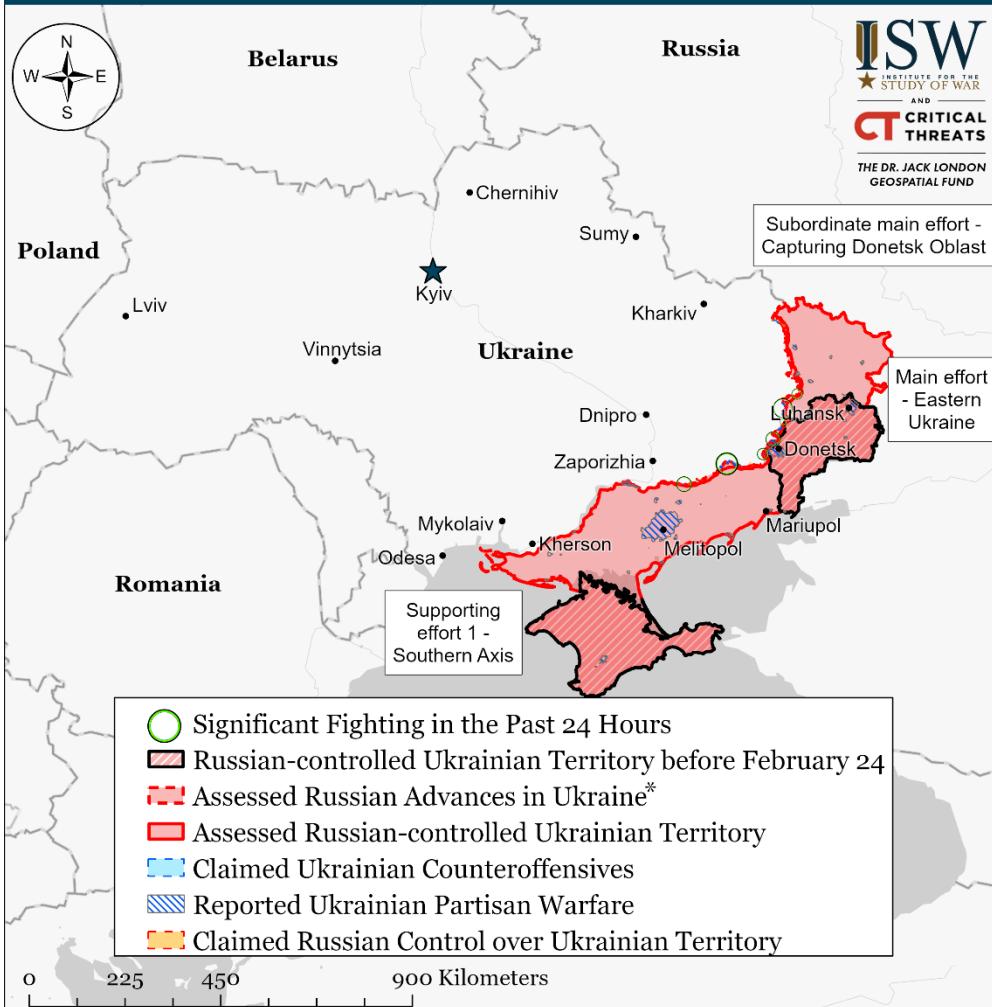 N
W
E
S
Belarus
Russia
ISW
INSTITUTE FOR THE
STUDY OF WAR
AND
CT CRITICAL
THREATS
THE DR. JACK LONDON
GEOSPATIAL FUND
Chernihiv
Sumy
Subordinate main effort -
Capturing Donetsk Oblast
Poland
Kyiv
Lviv
Kharkiv
Vinnytsia
Ukraine
Main effort
- Eastern
Ukraine
Dnipro
Luhansk
Donetsk
Zaporizhia
Mykolaiv
Mariupol
Kherson
Melitopol
Odesa
Romania
Supporting
effort 1 -
Southern Axis
Significant Fighting in the Past 24 Hours
Russian-controlled Ukrainian Territory before February 24
Assessed Russian Advances in Ukraine*
Assessed Russian-controlled Ukrainian Territory
Claimed Ukrainian Counteroffensives
Reported Ukrainian Partisan Warfare
Claimed Russian Control over Ukrainian Territory
0 225 450 900 Kilometers